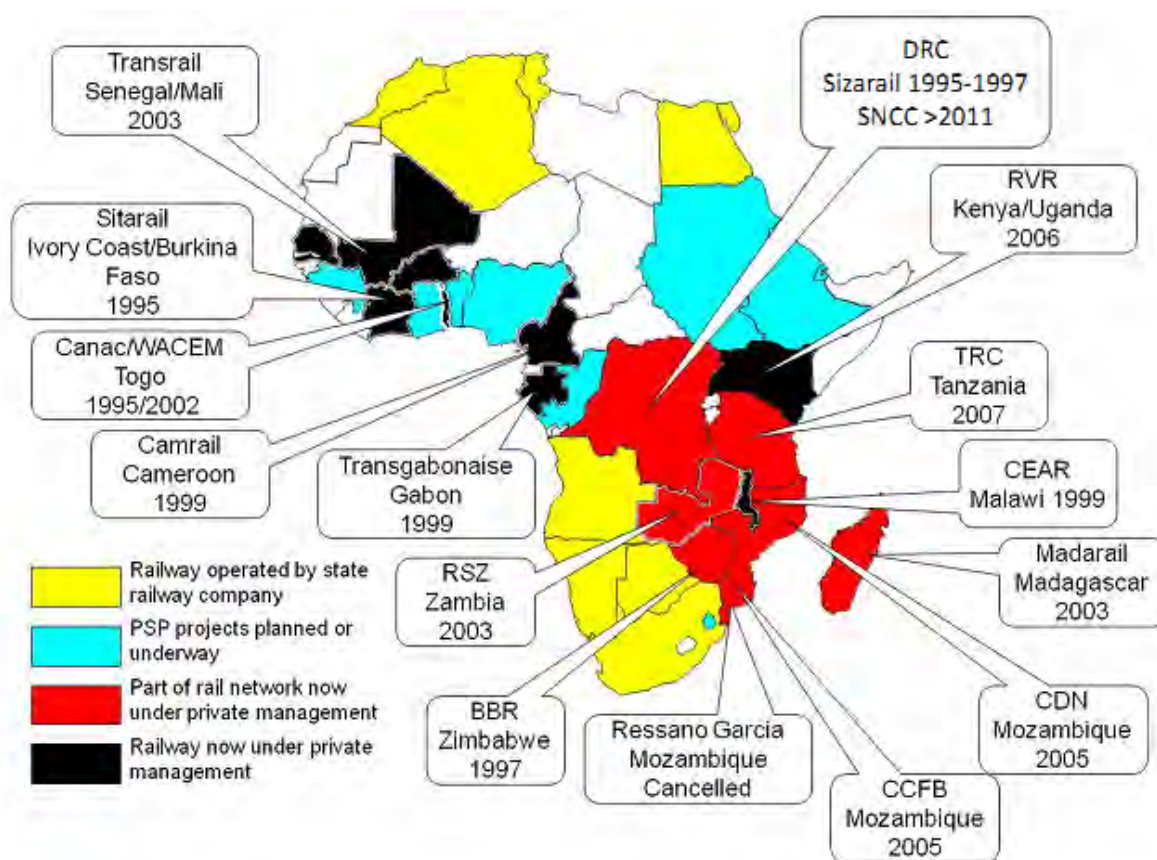 Transrail
Senegal/Mali
2003
DRC
Sizarail 1995-1997
SNCC >2011
RVR
Kenya/Uganda
2006
Sitarail
Ivory Coast/Burkina
Faso
1995
Canac/WACEM
Togo
1995/2002
TRC
Tanzania
2007
Camrail
Cameroon
1999
Transgabonaise
Gabon
1999
CEAR
Malawi 1999
Madarail
Madagascar
2003
RSZ
Zambia
2003
BBR
Zimbabwe
1997
Ressano Garcia
Mozambique
Cancelled
CCFB
Mozambique
2005
CDN
Mozambique
2005
Railway operated by state
railway company
PSP projects planned or
underway
Part of rail network now
under private management
Railway now under private
management